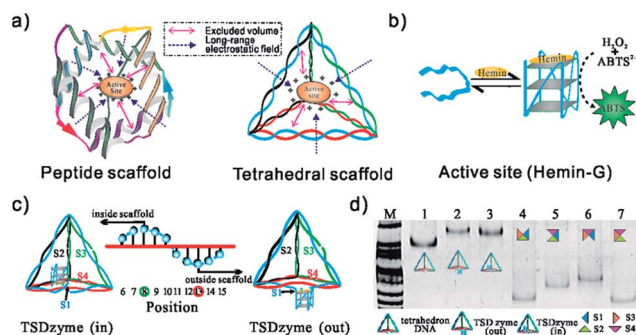 a)
Excluded volume
Long-range
electrostatic field
Active
Site
Active
site
Peptide scaffold
Tetrahedral scaffold
b)
Hemin
Hemin
H₂O₂
+
ABTS²⁻
ABTS
Active site (Hemin-G)
c)
inside scaffold
outside scaffold
S2
S3
S4
S1
S2
S3
S4
S1
6 7 8 9 10 11 12 13 14 15
Position
TSDzyme (in)
TSDzyme (out)
d)
M 1 2 3 4 5 6 7
tetrahedron
DNA
TSDzyme
(out)
TSDzyme
(in)
S1 S3
S2 S4